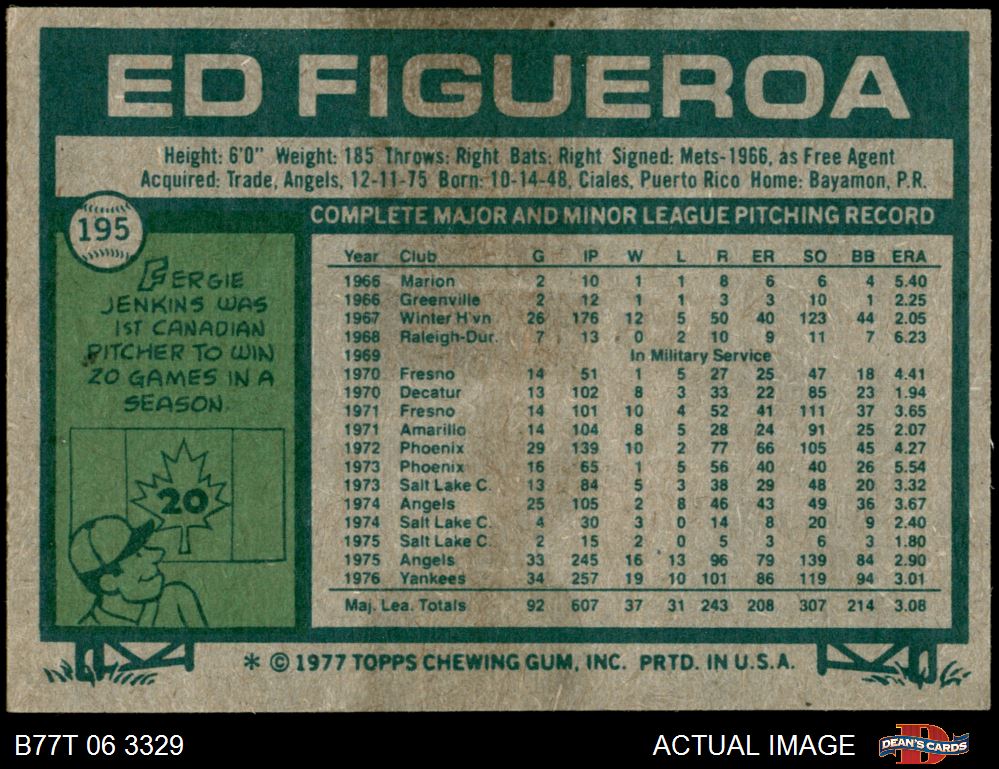 ED FIGUEROA
Height: 6'0" Weight: 185 Throws: Right Bats: Right Signed: Mets-1966, as Free Agent
Acquired: Trade, Angels, 12-11-75 Born: 10-14-48, Ciales, Puerto Rico Home: Bayamon, P.R.
195
FERGIE
JENKINS WAS
1ST CANADIAN
PITCHER TO WIN
20 GAMES IN A
SEASON.
20
COMPLETE MAJOR AND MINOR LEAGUE PITCHING RECORD
Year Club G IP W L R ER SO BB ERA
1966 Marion 2 10 1 1 8 6 6 4 5.40
1966 Greenville 2 12 1 1 3 3 10 1 2.25
1967 Winter H'vn 26 176 12 5 50 40 123 44 2.05
1968 Raleigh-Dur. 7 13 0 2 10 9 11 7 6.23
1969 In Military Service
1970 Fresno 14 51 1 5 27 25 47 18 4.41
1970 Decatur 13 102 8 3 33 22 85 23 1.94
1971 Fresno 14 101 10 4 52 41 111 37 3.65
1971 Amarillo 14 104 8 5 28 24 91 25 2.07
1972 Phoenix 29 139 10 2 77 66 105 45 4.27
1973 Phoenix 16 65 1 5 56 40 40 26 5.54
1973 Salt Lake C. 13 84 5 3 38 29 48 20 3.32
1974 Angels 25 105 2 8 46 43 49 36 3.67
1974 Salt Lake C. 4 30 3 0 14 8 20 9 2.40
1975 Salt Lake C. 2 15 2 0 5 3 6 3 1.80
1975 Angels 33 245 16 13 96 79 139 84 2.90
1976 Yankees 34 257 19 10 101 86 119 94 3.01
Maj. Lea. Totals 92 607 37 31 243 208 307 214 3.08
* © 1977 TOPPS CHEWING GUM, INC. PRTD. IN U.S.A.
B77T 06 3329
ACTUAL IMAGE
D
DEAN'S CARDS